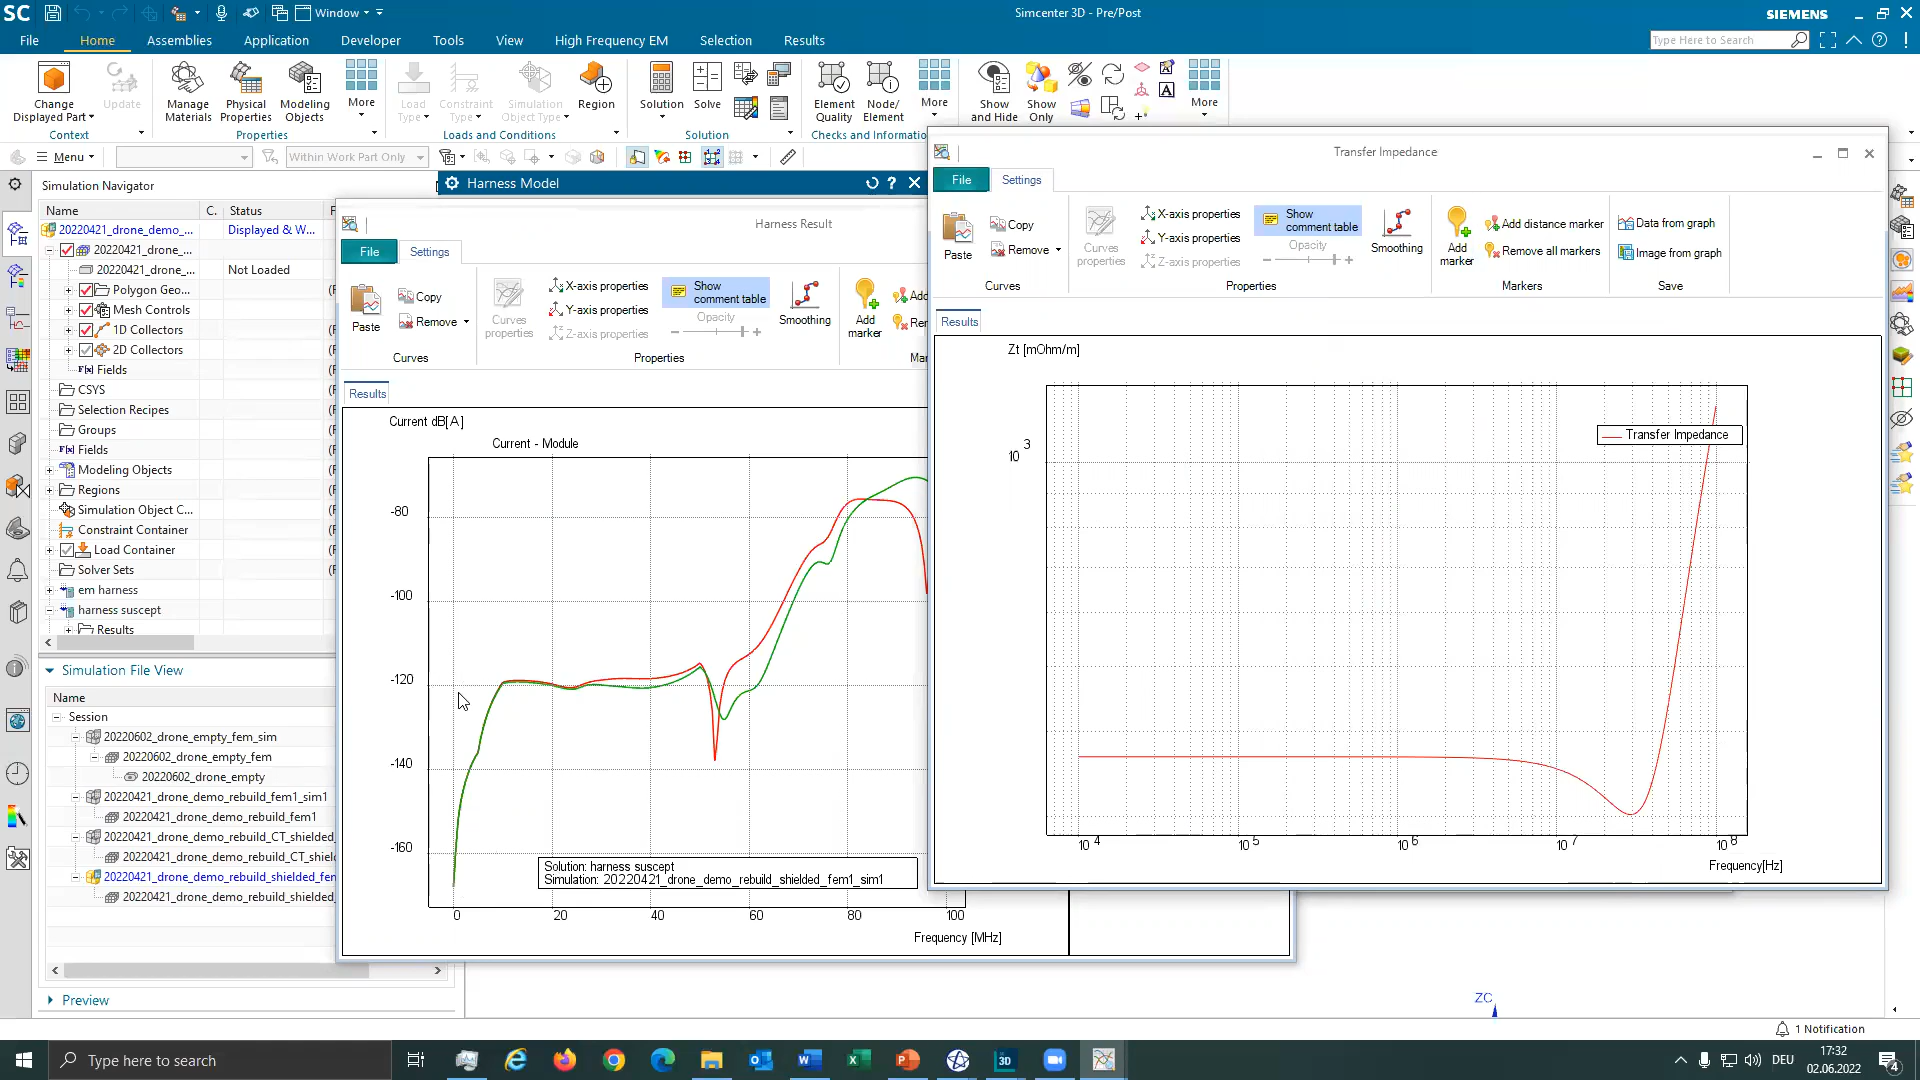 SC
Window
Simcenter 3D - Pre/Post
SIEMENS
File
Home
Assemblies
Application
Developer
Tools
View
High Frequency EM
Selection
Results
Type Here to Search
Change
Displayed Part
Update
Context
Manage
Materials
Physical
Properties
Modeling
Objects
More
Properties
Load
Type
Constraint
Type
Simulation
Object Type
Region
Loads and Conditions
Solution
Solve
Solution
Element
Quality
Node/
Element
More
Checks and Informatio
Show
and Hide
Show
Only
More
Menu
Within Work Part Only
Simulation Navigator
Name
C.
Status
20220421_drone_demo_...
Displayed & W...
20220421_drone_...
20220421_drone_...
Not Loaded
Polygon Geo...
Mesh Controls
1D Collectors
2D Collectors
Fields
CSYS
Selection Recipes
Groups
Fields
Modeling Objects
Regions
Simulation Object C...
Constraint Container
Load Container
Solver Sets
em harness
harness suscept
Results
Simulation File View
Name
Session
20220602_drone_empty_fem_sim
20220602_drone_empty_fem
20220602_drone_empty
20220421_drone_demo_rebuild_fem1_sim1
20220421_drone_demo_rebuild_fem1
20220421_drone_demo_rebuild_CT_shielded_
20220421_drone_demo_rebuild_CT_shiel
20220421_drone_demo_rebuild_shielded_fen
20220421_drone_demo_rebuild_shielded_
Preview
Harness Model
Harness Result
File
Settings
Paste
Copy
Remove
Curves
Curves
properties
X-axis properties
Y-axis properties
Z-axis properties
Show
comment table
Opacity
Smoothing
Properties
Add
marker
Add
Rer
Mar
Results
Current dB[A]
Current - Module
-80
-100
-120
-140
-160
Solution: harness suscept
Simulation: 20220421_drone_demo_rebuild_shielded_fem1_sim1
0 20 40 60 80 100
Frequency [MHz]
Transfer Impedance
File
Settings
Paste
Copy
Remove
Curves
Curves
properties
X-axis properties
Y-axis properties
Z-axis properties
Show
comment table
Opacity
Smoothing
Properties
Add
marker
Add distance marker
Remove all markers
Markers
Data from graph
Image from graph
Save
Results
Zt [mOhm/m]
10 3
Transfer Impedance
10 4 10 5 10 6 10 7 10 8
Frequency[Hz]
ZC
1 Notification
Type here to search
3D
DEU
17:32
02.06.2022
4